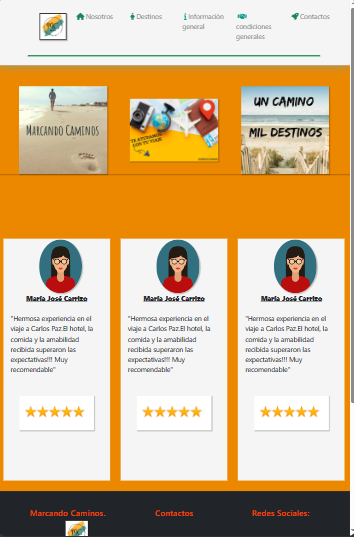 Nosotros
Destinos
Información
general
condiciones
generales
Contactos
MARCANDO CAMINOS
TE AYUDAMOS
CON TU VIAJE
UN CAMINO
MIL DESTINOS
María José Carrizo
"Hermosa experiencia en el
viaje a Carlos Paz.El hotel, la
comida y la amabilidad
recibida superaron las
expectativas!!! Muy
recomendable"
María José Carrizo
"Hermosa experiencia en el
viaje a Carlos Paz.El hotel, la
comida y la amabilidad
recibida superaron las
expectativas!!! Muy
recomendable"
María José Carrizo
"Hermosa experiencia en el
viaje a Carlos Paz.El hotel, la
comida y la amabilidad
recibida superaron las
expectativas!!! Muy
recomendable"
Marcando Caminos.
Contactos
Redes Sociales: